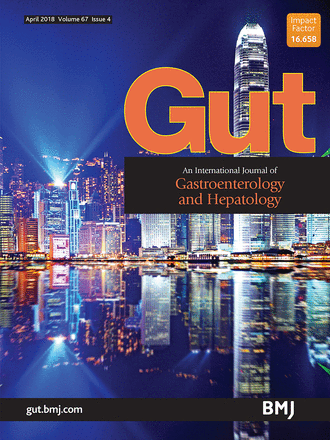 April 2018 Volume 67 Issue 4
Impact
Factor
16.658
Gut
An International Journal of
Gastroenterology
and Hepatology
gut.bmj.com
BMJ